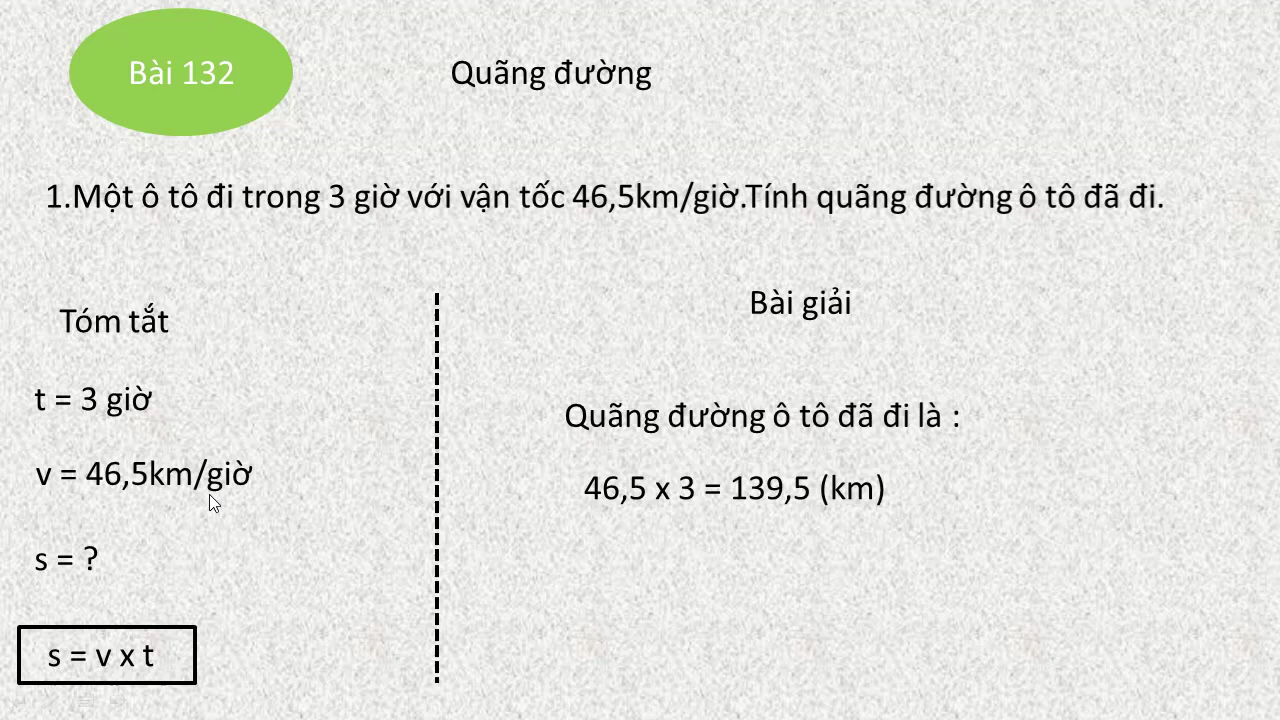 Bài 132
Quãng đường
1.Một ô tô đi trong 3 giờ với vận tốc 46,5km/giờ.Tính quãng đường ô tô đã đi.
Tóm tắt
t = 3 giờ
v = 46,5km/giờ
s = ?
s = v x t
Bài giải
Quãng đường ô tô đã đi là :
46,5 x 3 = 139,5 (km)